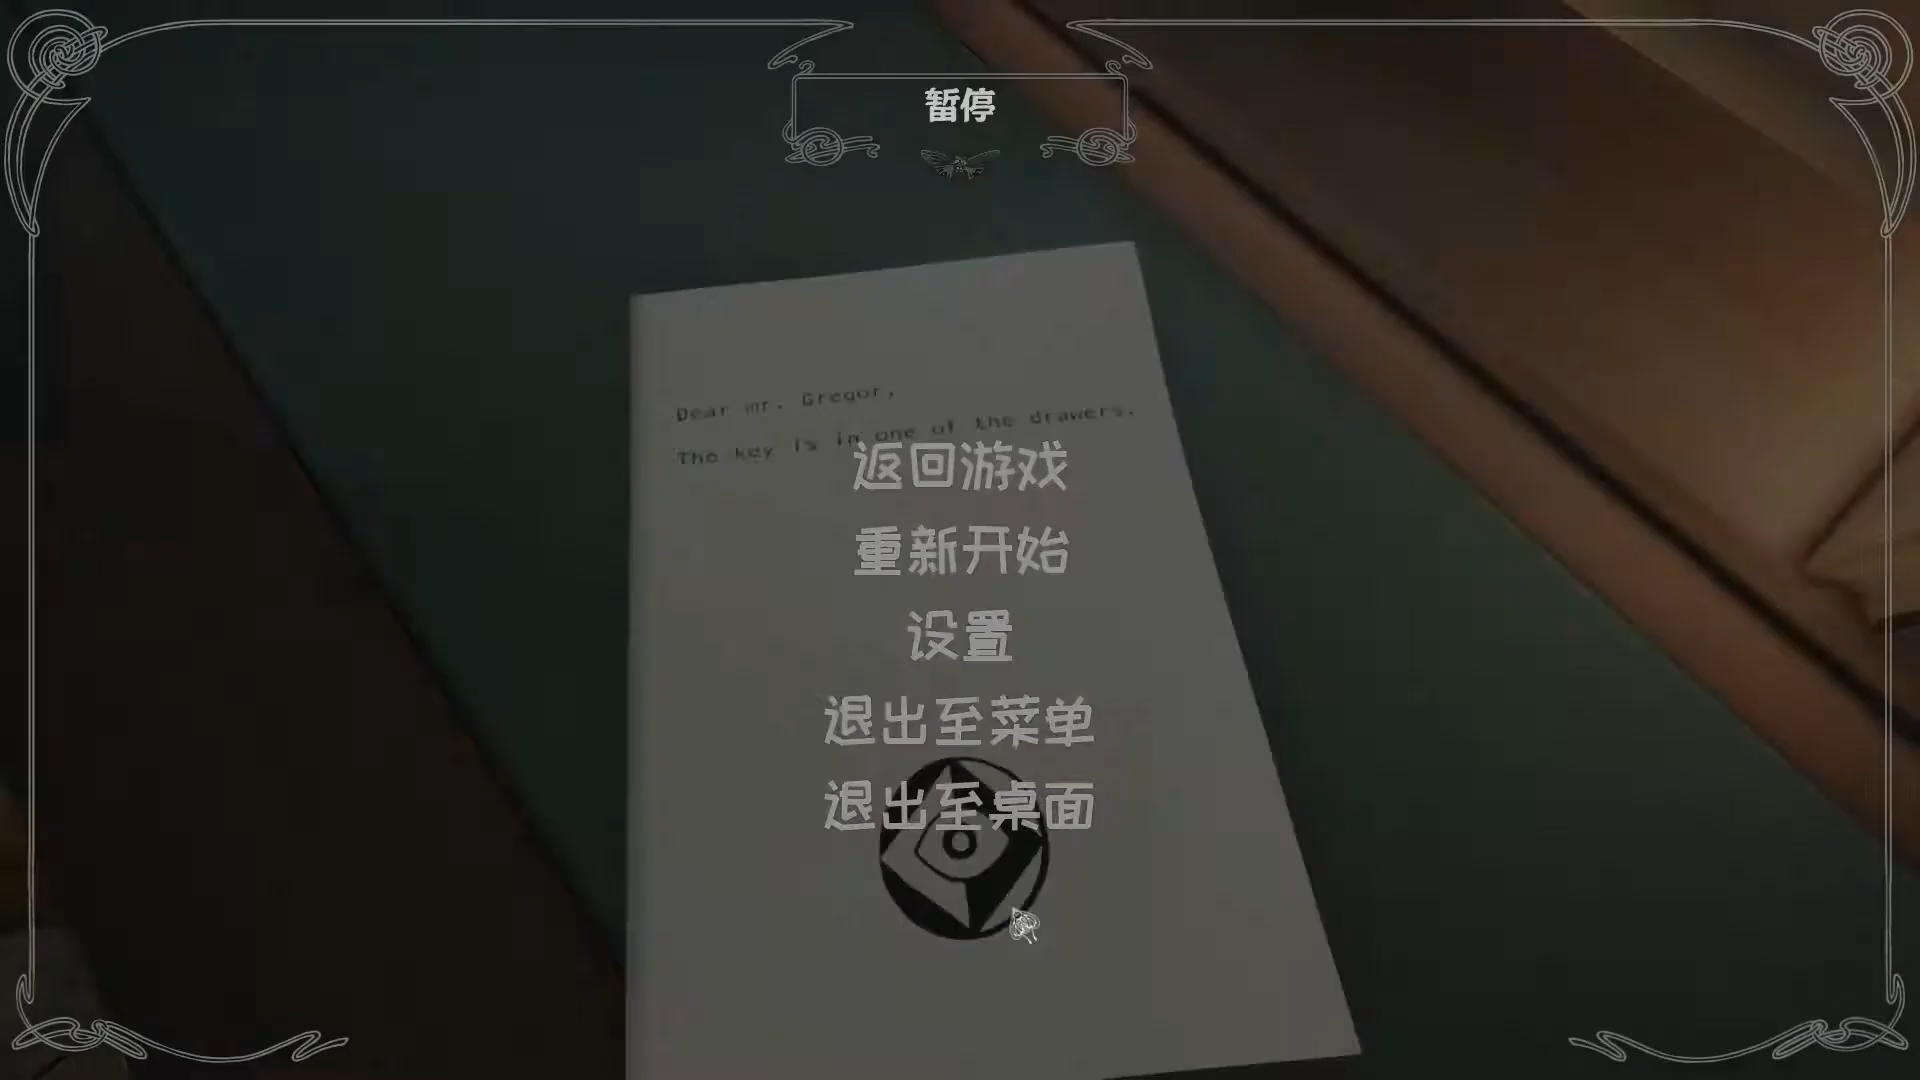 暂停
Dear mr. Gregor,
The key is in one of the drawers.
返回游戏
重新开始
设置
退出至菜单
退出至桌面